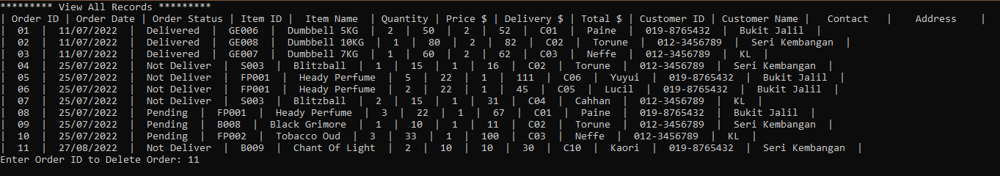 ********* View All Records *********
| Order ID | Order Date | Order Status | Item ID |  Item Name  | Quantity | Price $ | Delivery $ | Total $ | Customer ID | Customer Name |   Contact   |     Address    |
|  01  |  11/07/2022  |  Delivered  |  GE006  |  Dumbbell 5KG  |  2  |  50  |  2  |  52  |  C01  |  Paine  |  019-8765432  |  Bukit Jalil  |
|  02  |  11/07/2022  |  Delivered  |  GE008  |  Dumbbell 10KG  |  1  |  80  |  2  |  82  |  C02  |  Torune  |  012-3456789  |  Seri Kembangan  |
|  03  |  11/07/2022  |  Delivered  |  GE007  |  Dumbbell 7KG  |  1  |  60  |  2  |  62  |  C03  |  Neffe  |  012-3456789  |  KL  |
|  04  |  25/07/2022  |  Not Deliver  |  S003  |  Blitzball  |  1  |  15  |  1  |  16  |  C02  |  Torune  |  012-3456789  |  Seri Kembangan  |
|  05  |  25/07/2022  |  Not Deliver  |  FP001  |  Heady Perfume  |  5  |  22  |  1  |  111  |  C06  |  Yuyui  |  019-8765432  |  Bukit Jalil  |
|  06  |  25/07/2022  |  Not Deliver  |  FP001  |  Heady Perfume  |  2  |  22  |  1  |  45  |  C05  |  Lucil  |  019-8765432  |  Bukit Jalil  |
|  07  |  25/07/2022  |  Not Deliver  |  S003  |  Blitzball  |  2  |  15  |  1  |  31  |  C04  |  Cahhan  |  012-3456789  |  KL  |
|  08  |  25/07/2022  |  Pending  |  FP001  |  Heady Perfume  |  3  |  22  |  1  |  67  |  C01  |  Paine  |  019-8765432  |  Bukit Jalil  |
|  09  |  25/07/2022  |  Pending  |  B008  |  Black Grimore  |  1  |  10  |  1  |  11  |  C02  |  Torune  |  012-3456789  |  Seri Kembangan  |
|  10  |  25/07/2022  |  Pending  |  FP002  |  Tobacco Oud  |  3  |  33  |  1  |  100  |  C03  |  Neffe  |  012-3456789  |  KL  |
|  11  |  27/08/2022  |  Not Deliver  |  B009  |  Chant Of Light  |  2  |  10  |  10  |  30  |  C10  |  Kaori  |  019-8765432  |  Seri Kembangan  |
Enter Order ID to Delete Order: 11